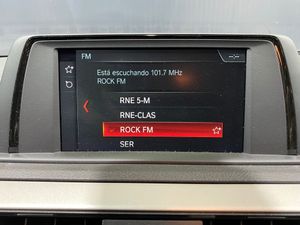 FM
--:--
Está escuchando 101.7 MHz
ROCK FM
RNE 5-M
RNE-CLAS
ROCK FM
SER